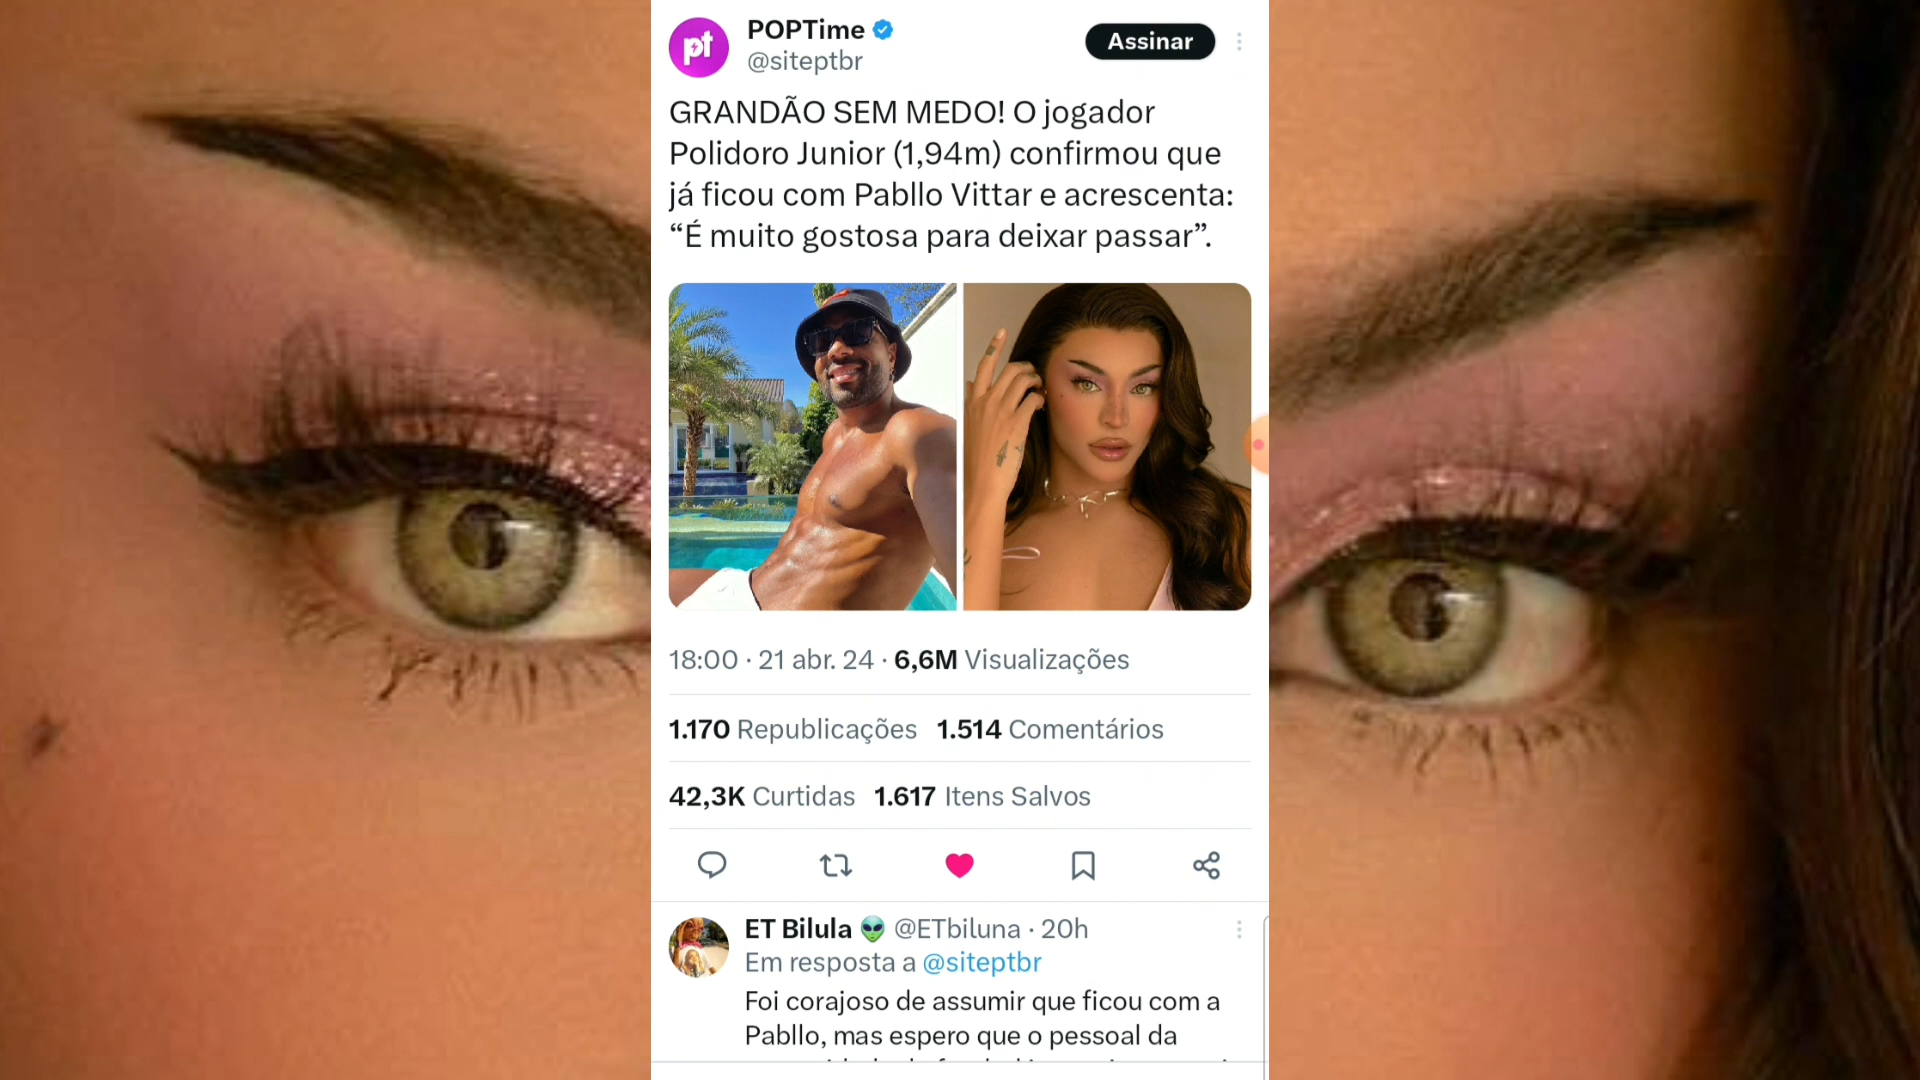 pt
POPTime
@siteptbr
Assinar
GRANDÃO SEM MEDO! O jogador
Polidoro Junior (1,94m) confirmou que
já ficou com Pabllo Vittar e acrescenta:
“É muito gostosa para deixar passar”.
18:00 · 21 abr. 24 · 6,6M Visualizações
1.170 Republicações 1.514 Comentários
42,3K Curtidas 1.617 Itens Salvos
ET Bilula 👽 @ETbiluna · 20h
Em resposta a @siteptbr
Foi corajoso de assumir que ficou com a
Pabllo, mas espero que o pessoal da